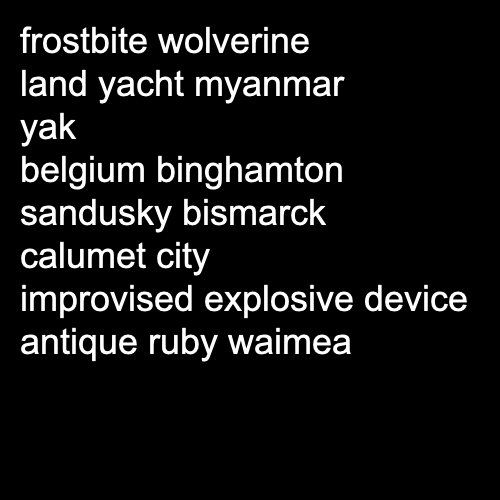 frostbite wolverine
land yacht myanmar
yak
belgium binghamton
sandusky bismarck
calumet city
improvised explosive device
antique ruby waimea